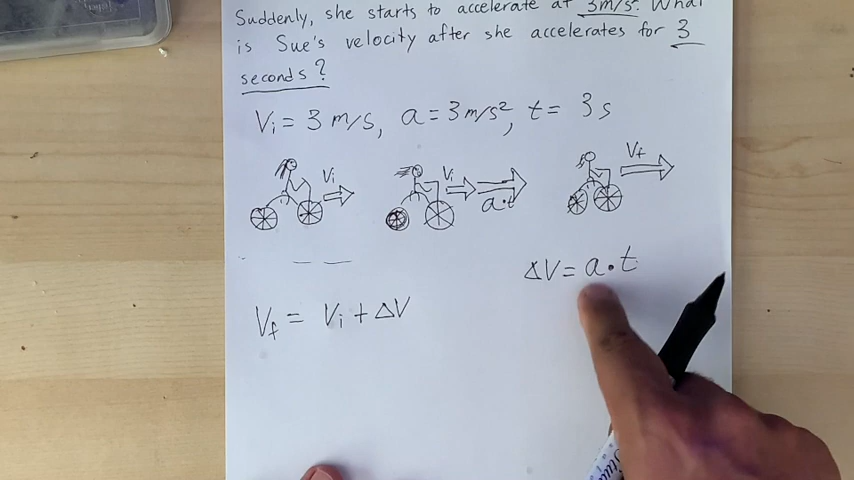 Suddenly, she starts to accelerate at 3m/s². What
is Sue's velocity after she accelerates for 3
seconds?
Vi = 3 m/s, a = 3 m/s², t = 3 s
Vi
Vi
a·t
Vf
ΔV = a·t
Vf = Vi + ΔV